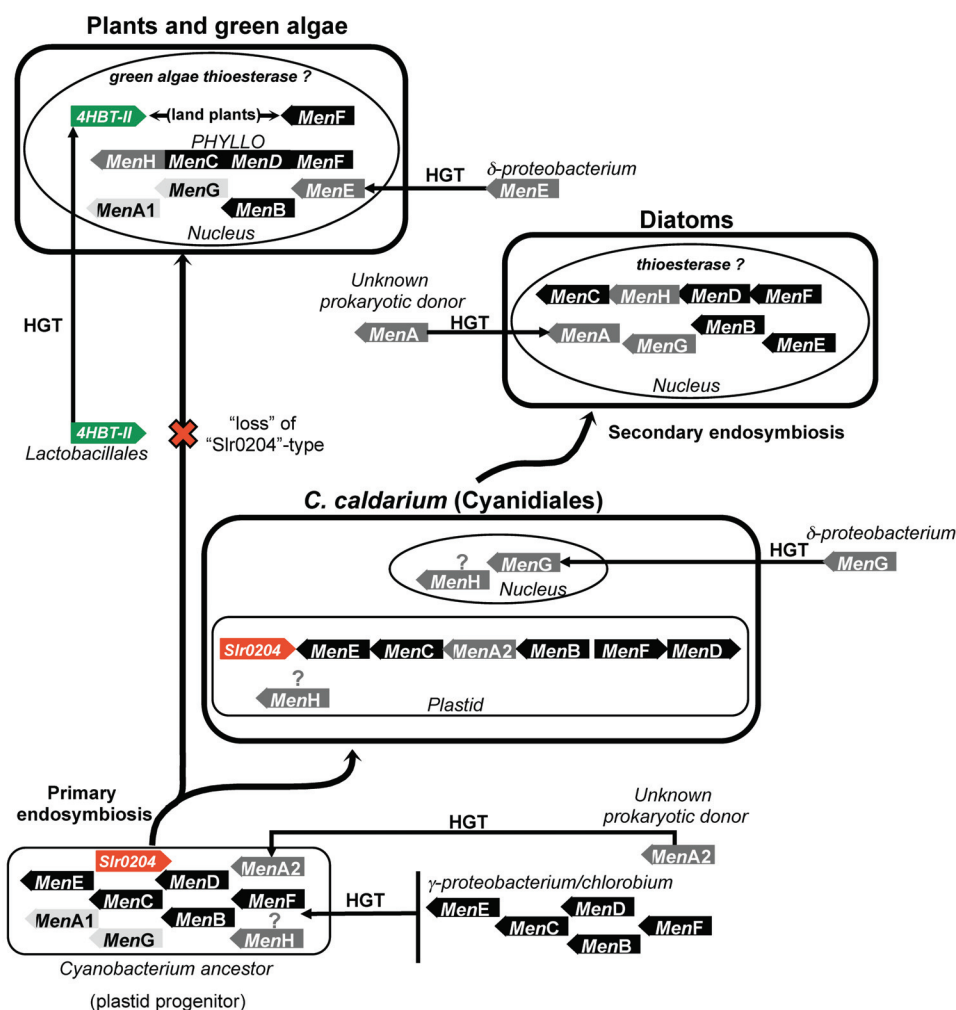 Plants and green algae
green algae thioesterase ?
4HBT-II
(land plants)
MenF
PHYLLO
MenH
MenC
MenD
MenF
MenG
MenE
MenA1
MenB
Nucleus
HGT
δ-proteobacterium
MenE
Diatoms
thioesterase ?
MenC
MenH
MenD
MenF
MenB
MenA
MenG
MenE
Nucleus
Unknown
prokaryotic donor
MenA
HGT
HGT
4HBT-II
Lactobacillales
“loss” of
“Slr0204”-type
Secondary endosymbiosis
C. caldarium (Cyanidiales)
δ-proteobacterium
HGT
MenG
?
MenG
MenH
Nucleus
Slr0204
MenE
MenC
MenA2
MenB
MenF
MenD
?
MenH
Plastid
Primary
endosymbiosis
Unknown
prokaryotic donor
HGT
MenA2
Slr0204
MenA2
MenE
MenD
MenC
MenF
MenA1
MenB
?
MenG
MenH
HGT
γ-proteobacterium/chlorobium
MenE
MenD
MenC
MenF
MenB
Cyanobacterium ancestor
(plastid progenitor)